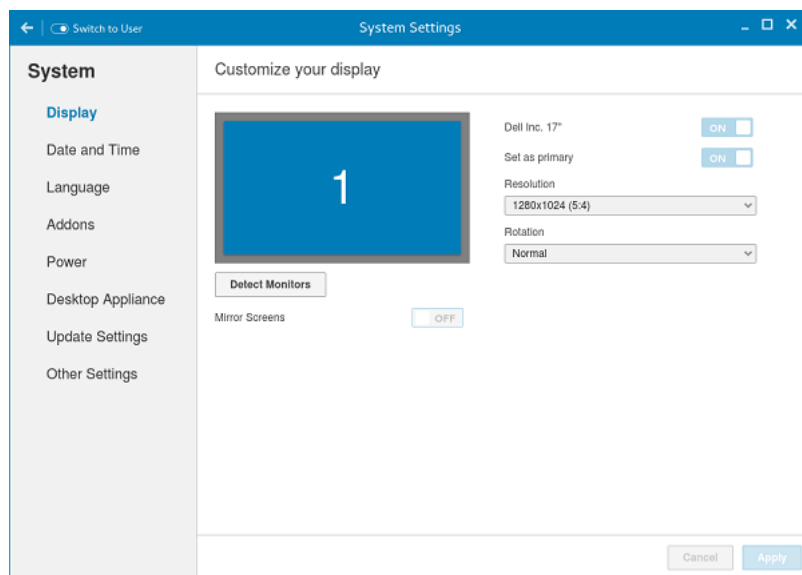 Switch to User
System Settings
System
Display
Date and Time
Language
Addons
Power
Desktop Appliance
Update Settings
Other Settings
Customize your display
1
Detect Monitors
Mirror Screens
OFF
Dell Inc. 17"
ON
Set as primary
ON
Resolution
1280x1024 (5:4)
Rotation
Normal
Cancel
Apply